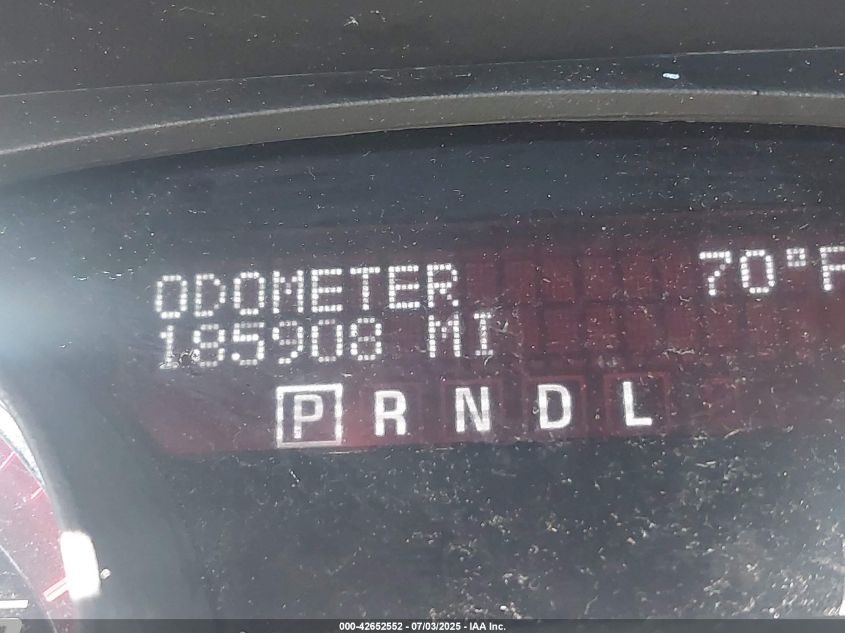 ODOMETER 70°F
185908 MI
P R N D L
000-42652552 - 07/03/2025 - IAA Inc.